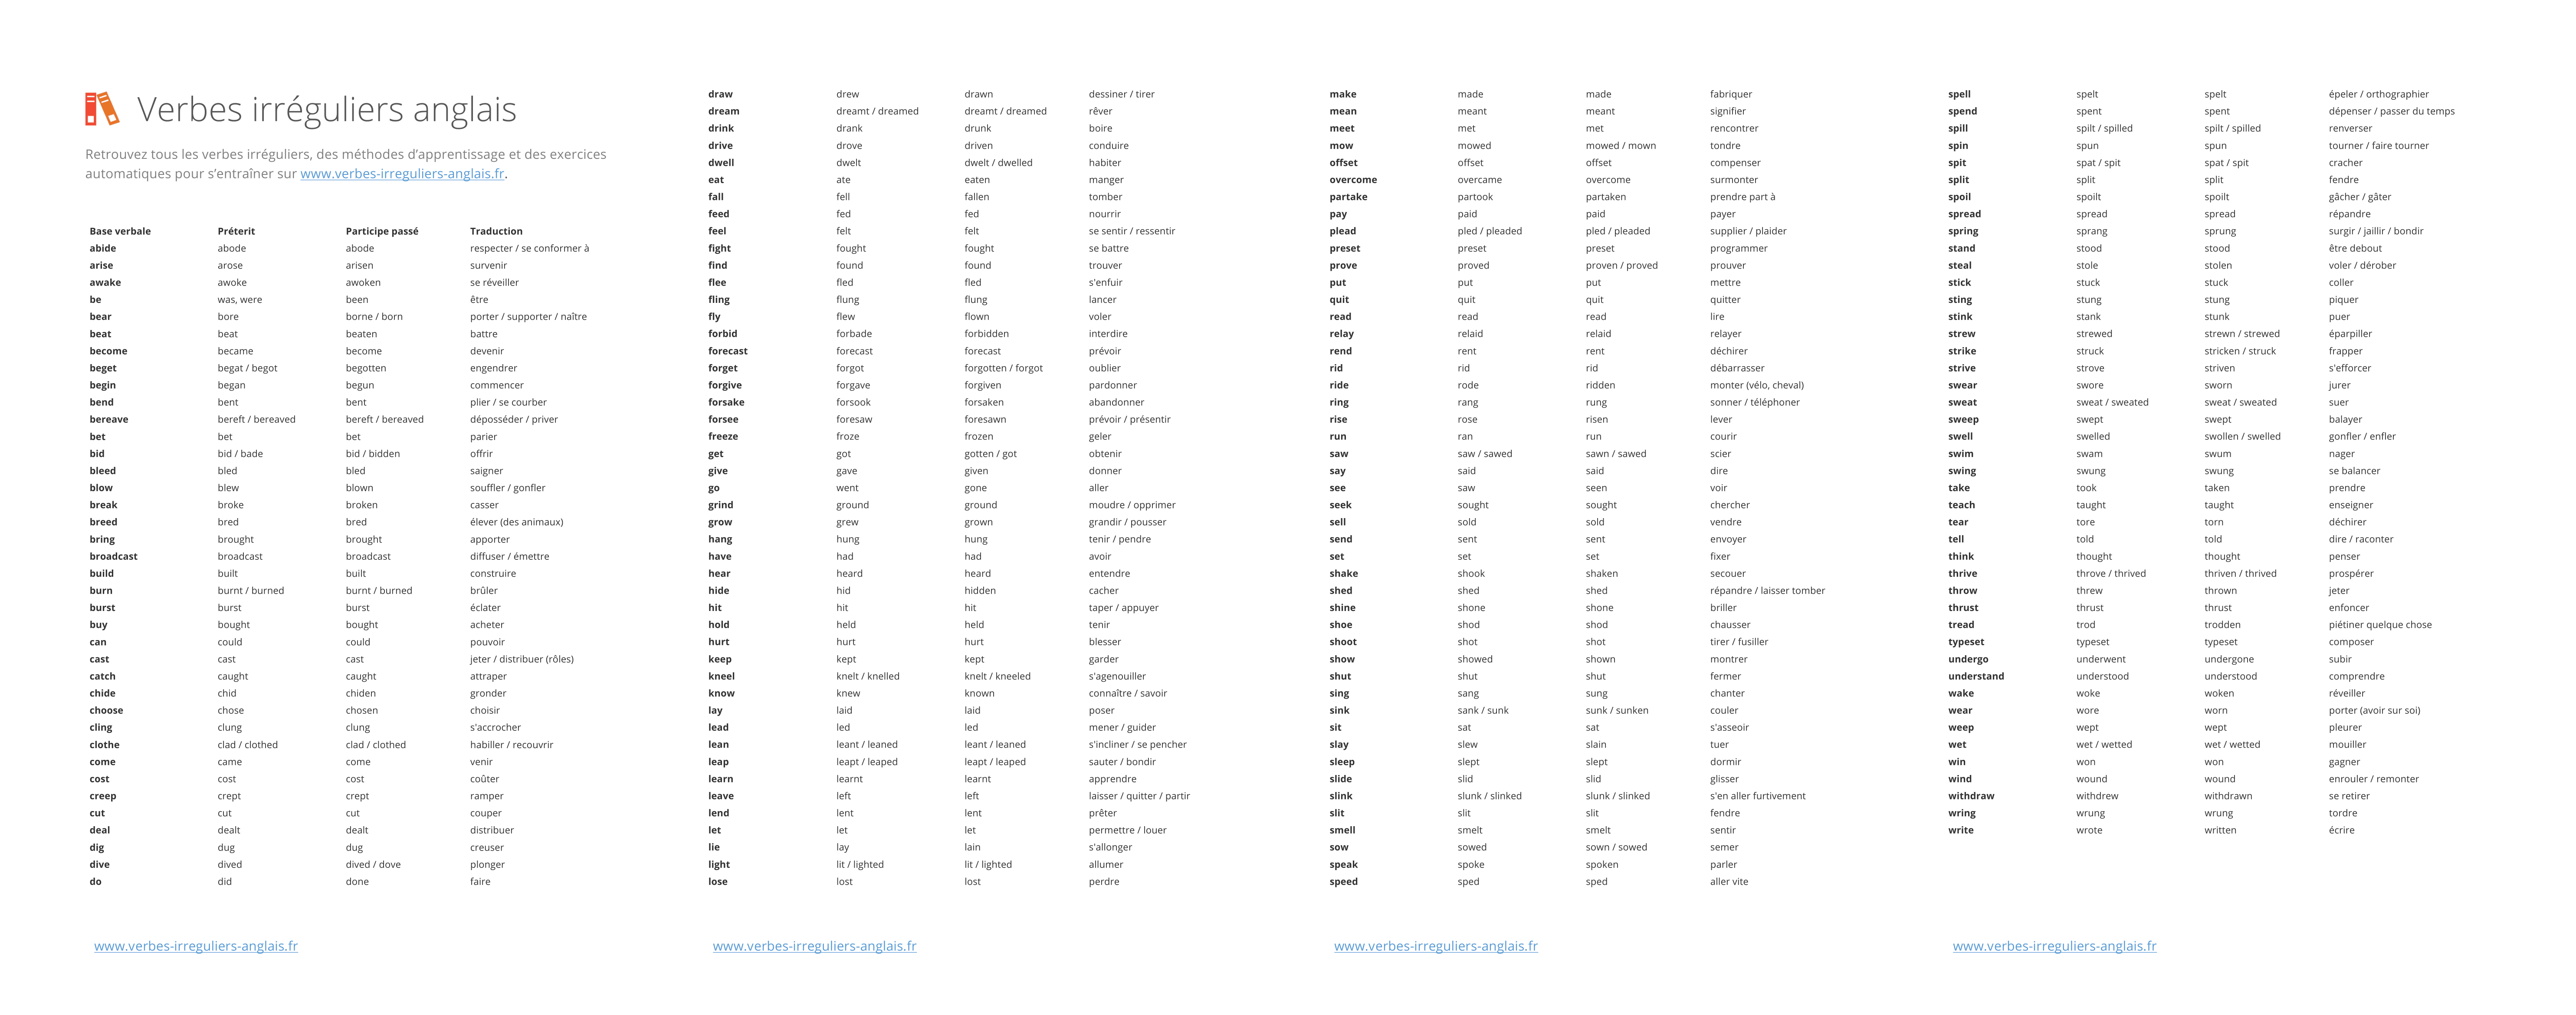 Verbes irréguliers anglais
Retrouvez tous les verbes irréguliers, des méthodes d'apprentissage et des exercices
automatiques pour s'entraîner sur www.verbes-irreguliers-anglais.fr.
Base verbale Préterit Participe passé Traduction
abide abode abode respecter / se conformer à
arise arose arisen survenir
awake awoke awoken se réveiller
be was, were been être
bear bore borne / born porter / supporter / naître
beat beat beaten battre
become became become devenir
beget begat / begot begotten engendrer
begin began begun commencer
bend bent bent plier / se courber
bereave bereft / bereaved bereft / bereaved déposséder / priver
bet bet bet parier
bid bid / bade bid / bidden offrir
bleed bled bled saigner
blow blew blown souffler / gonfler
break broke broken casser
breed bred bred élever (des animaux)
bring brought brought apporter
broadcast broadcast broadcast diffuser / émettre
build built built construire
burn burnt / burned burnt / burned brûler
burst burst burst éclater
buy bought bought acheter
can could could pouvoir
cast cast cast jeter / distribuer (rôles)
catch caught caught attraper
chide chid chiden gronder
choose chose chosen choisir
cling clung clung s'accrocher
clothe clad / clothed clad / clothed habiller / recouvrir
come came come venir
cost cost cost coûter
creep crept crept ramper
cut cut cut couper
deal dealt dealt distribuer
dig dug dug creuser
dive dived dived / dove plonger
do did done faire
www.verbes-irreguliers-anglais.fr
draw drew drawn dessiner / tirer
dream dreamt / dreamed dreamt / dreamed rêver
drink drank drunk boire
drive drove driven conduire
dwell dwelt dwelt / dwelled habiter
eat ate eaten manger
fall fell fallen tomber
feed fed fed nourrir
feel felt felt se sentir / ressentir
fight fought fought se battre
find found found trouver
flee fled fled s'enfuir
fling flung flung lancer
fly flew flown voler
forbid forbade forbidden interdire
forecast forecast forecast prévoir
forget forgot forgotten / forgot oublier
forgive forgave forgiven pardonner
forsake forsook forsaken abandonner
forsee foresaw foresawn prévoir / présentir
freeze froze frozen geler
get got gotten / got obtenir
give gave given donner
go went gone aller
grind ground ground moudre / opprimer
grow grew grown grandir / pousser
hang hung hung tenir / pendre
have had had avoir
hear heard heard entendre
hide hid hidden cacher
hit hit hit taper / appuyer
hold held held tenir
hurt hurt hurt blesser
keep kept kept garder
kneel knelt / knelled knelt / kneeled s'agenouiller
know knew known connaître / savoir
lay laid laid poser
lead led led mener / guider
lean leant / leaned leant / leaned s'incliner / se pencher
leap leapt / leaped leapt / leaped sauter / bondir
learn learnt learnt apprendre
leave left left laisser / quitter / partir
lend lent lent prêter
let let let permettre / louer
lie lay lain s'allonger
light lit / lighted lit / lighted allumer
lose lost lost perdre
www.verbes-irreguliers-anglais.fr
make made made fabriquer
mean meant meant signifier
meet met met rencontrer
mow mowed mowed / mown tondre
offset offset offset compenser
overcome overcame overcome surmonter
partake partook partaken prendre part à
pay paid paid payer
plead pled / pleaded pled / pleaded supplier / plaider
preset preset preset programmer
prove proved proven / proved prouver
put put put mettre
quit quit quit quitter
read read read lire
relay relaid relaid relayer
rend rent rent déchirer
rid rid rid débarrasser
ride rode ridden monter (vélo, cheval)
ring rang rung sonner / téléphoner
rise rose risen lever
run ran run courir
saw saw / sawed sawn / sawed scier
say said said dire
see saw seen voir
seek sought sought chercher
sell sold sold vendre
send sent sent envoyer
set set set fixer
shake shook shaken secouer
shed shed shed répandre / laisser tomber
shine shone shone briller
shoe shod shod chausser
shoot shot shot tirer / fusiller
show showed shown montrer
shut shut shut fermer
sing sang sung chanter
sink sank / sunk sunk / sunken couler
sit sat sat s'asseoir
slay slew slain tuer
sleep slept slept dormir
slide slid slid glisser
slink slunk / slinked slunk / slinked s'en aller furtivement
slit slit slit fendre
smell smelt smelt sentir
sow sowed sown / sowed semer
speak spoke spoken parler
speed sped sped aller vite
www.verbes-irreguliers-anglais.fr
spell spelt spelt épeler / orthographier
spend spent spent dépenser / passer du temps
spill spilt / spilled spilt / spilled renverser
spin spun spun tourner / faire tourner
spit spat / spit spat / spit cracher
split split split fendre
spoil spoilt spoilt gâcher / gâter
spread spread spread répandre
spring sprang sprung surgir / jaillir / bondir
stand stood stood être debout
steal stole stolen voler / dérober
stick stuck stuck coller
sting stung stung piquer
stink stank stunk puer
strew strewed strewn / strewed éparpiller
strike struck stricken / struck frapper
strive strove striven s'efforcer
swear swore sworn jurer
sweat sweat / sweated sweat / sweated suer
sweep swept swept balayer
swell swelled swollen / swelled gonfler / enfler
swim swam swum nager
swing swung swung se balancer
take took taken prendre
teach taught taught enseigner
tear tore torn déchirer
tell told told dire / raconter
think thought thought penser
thrive throve / thrived thriven / thrived prospérer
throw threw thrown jeter
thrust thrust thrust enfoncer
tread trod trodden piétiner quelque chose
typeset typeset typeset composer
undergo underwent undergone subir
understand understood understood comprendre
wake woke woken réveiller
wear wore worn porter (avoir sur soi)
weep wept wept pleurer
wet wet / wetted wet / wetted mouiller
win won won gagner
wind wound wound enrouler / remonter
withdraw withdrew withdrawn se retirer
wring wrung wrung tordre
write wrote written écrire
www.verbes-irreguliers-anglais.fr